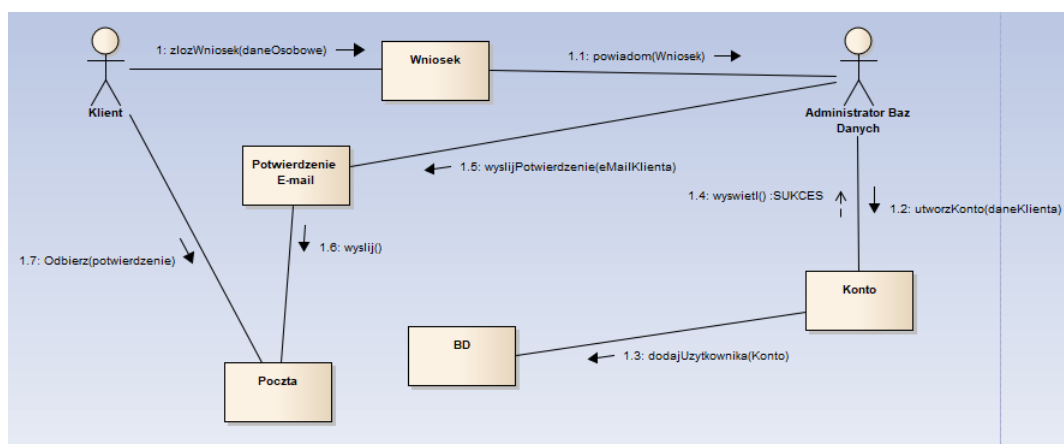 1: zlozWniosek(daneOsobowe)
Wniosek
1.1: powiadom(Wniosek)
Klient
Administrator Baz
Danych
Potwierdzenie
E-mail
1.5: wyslijPotwierdzenie(eMailKlienta)
1.4: wyswietl() :SUKCES
1.2: utworzKonto(daneKlienta)
1.6: wyslij()
1.7: Odbierz(potwierdzenie)
Konto
BD
1.3: dodajUzytkownika(Konto)
Poczta